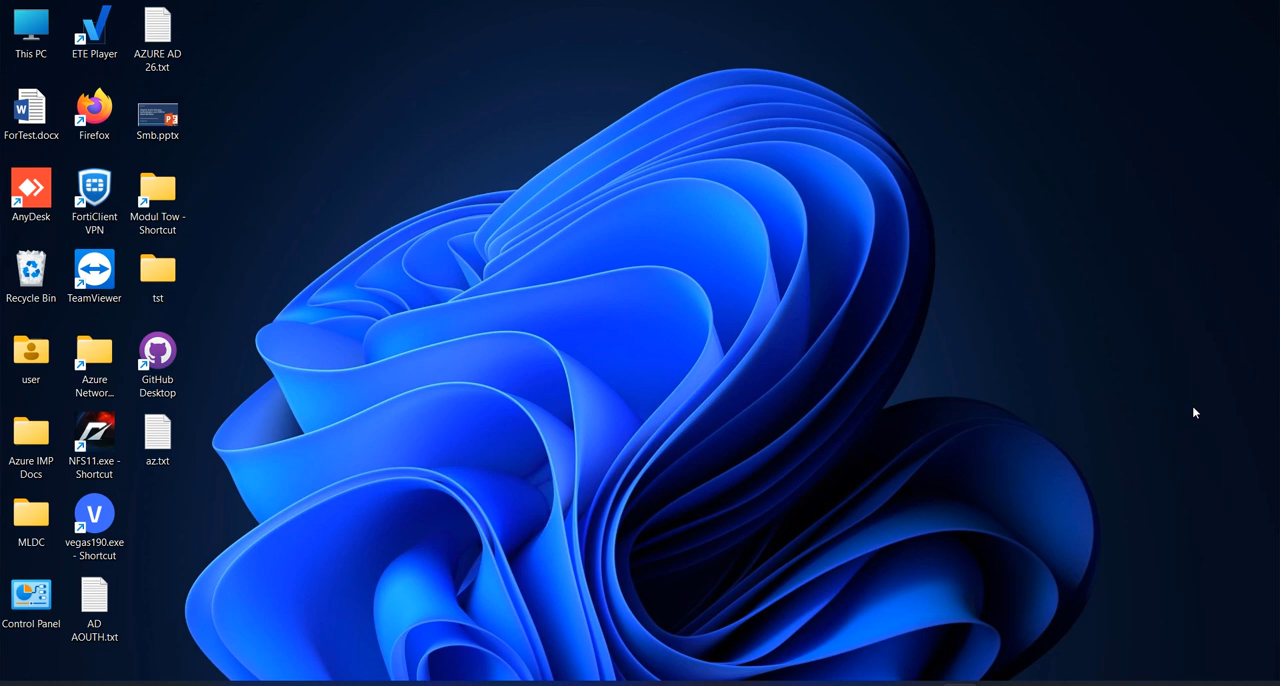 This PC
ETE Player
AZURE AD
26.txt
ForTest.docx
Firefox
Smb.pptx
AnyDesk
FortiClient
VPN
Modul Tow -
Shortcut
Recycle Bin
TeamViewer
tst
user
Azure
Networ...
GitHub
Desktop
Azure IMP
Docs
NFS11.exe -
Shortcut
az.txt
MLDC
V
vegas190.exe
- Shortcut
Control Panel
AD
AOUTH.txt